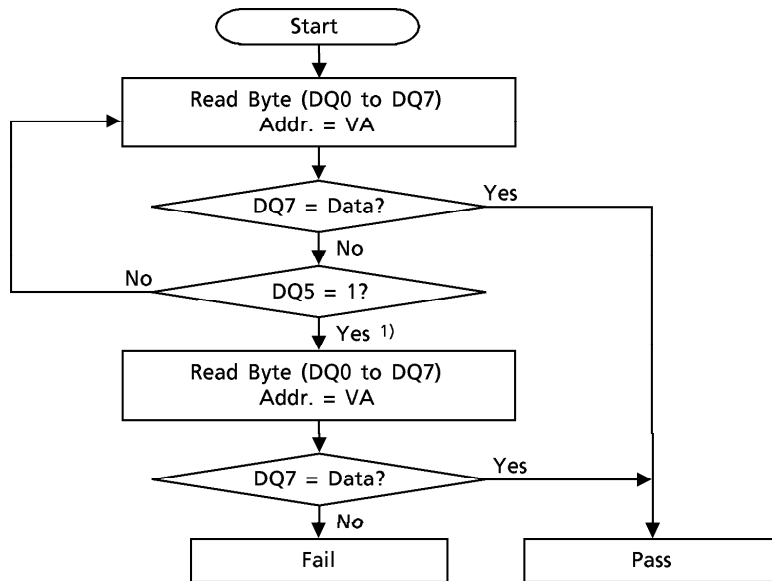 Start
Read Byte (DQ0 to DQ7)
Addr. = VA
DQ7 = Data?
Yes
No
No
DQ5 = 1?
Yes 1)
Read Byte (DQ0 to DQ7)
Addr. = VA
DQ7 = Data?
Yes
No
Fail
Pass